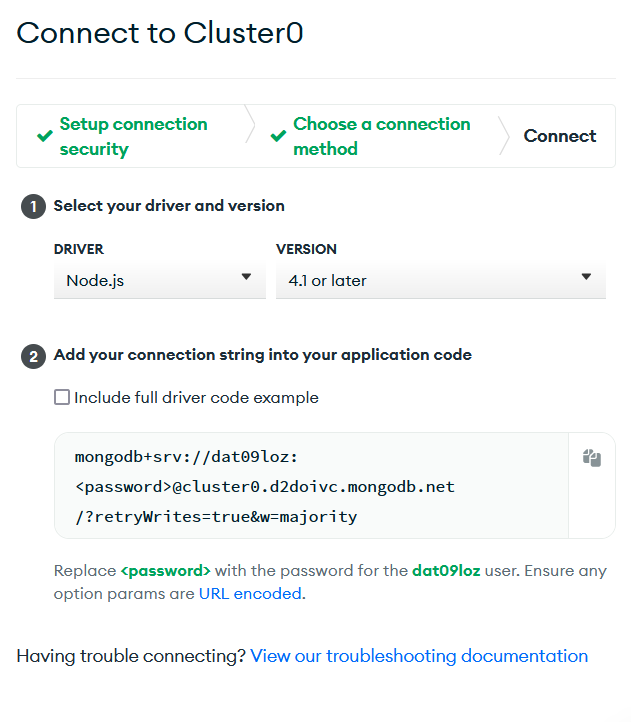 Connect to Cluster0
Setup connection
security
Choose a connection
method
Connect
1 Select your driver and version
DRIVER
VERSION
Node.js
4.1 or later
2 Add your connection string into your application code
Include full driver code example
mongodb+srv://dat09loz:
<password>@cluster0.d2doivc.mongodb.net
/?retryWrites=true&w=majority
Replace <password> with the password for the dat09loz user. Ensure any
option params are URL encoded.
Having trouble connecting? View our troubleshooting documentation